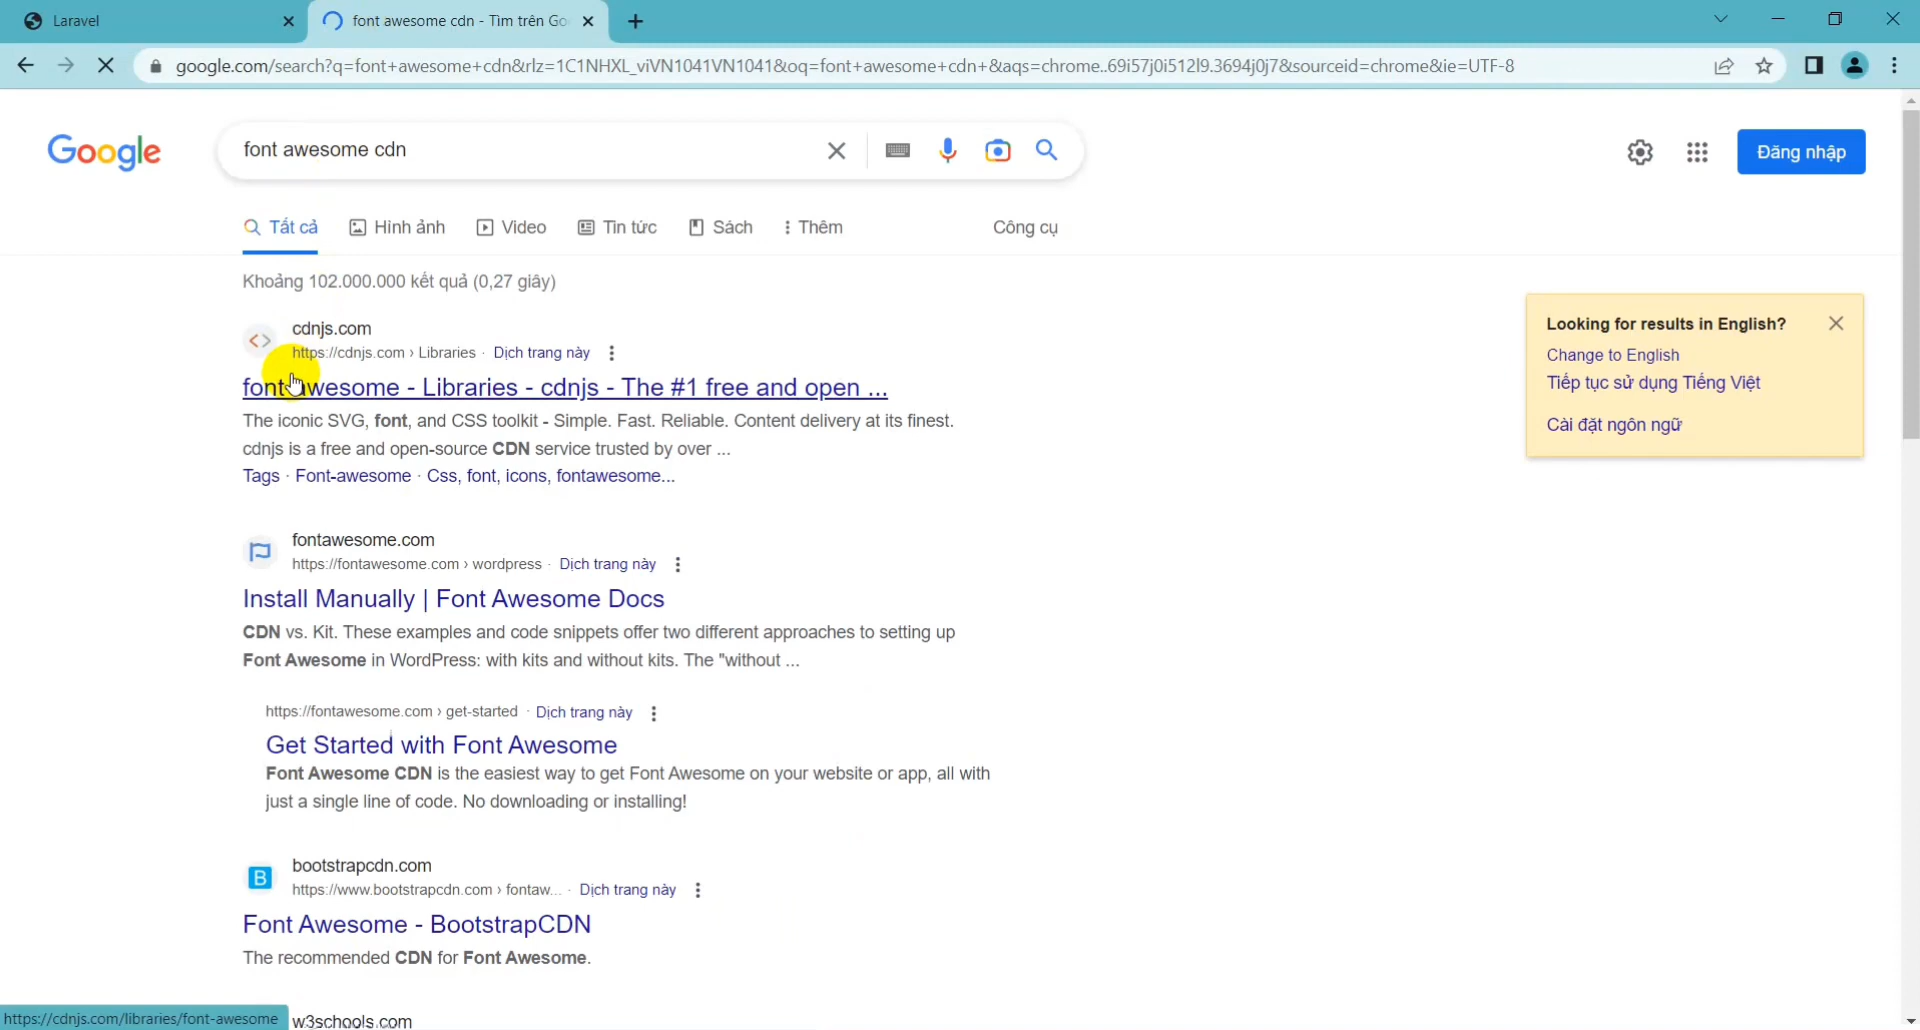 Laravel
font awesome cdn - Tìm trên Go
google.com/search?q=font+awesome+cdn&rlz=1C1NHXL_viVN1041VN1041&oq=font+awesome+cdn+&aqs=chrome..69i57j0i512l9.3694j0j7&sourceid=chrome&ie=UTF-8
Google
font awesome cdn
Đăng nhập
Tất cả
Hình ảnh
Video
Tin tức
Sách
Thêm
Công cụ
Khoảng 102.000.000 kết quả (0,27 giây)
cdnjs.com
https://cdnjs.com › Libraries · Dịch trang này
font-awesome - Libraries - cdnjs - The #1 free and open ...
The iconic SVG, font, and CSS toolkit - Simple. Fast. Reliable. Content delivery at its finest.
cdnjs is a free and open-source CDN service trusted by over ...
Tags · Font-awesome · Css, font, icons, fontawesome...
Looking for results in English?
Change to English
Tiếp tục sử dụng Tiếng Việt
Cài đặt ngôn ngữ
fontawesome.com
https://fontawesome.com › wordpress · Dịch trang này
Install Manually | Font Awesome Docs
CDN vs. Kit. These examples and code snippets offer two different approaches to setting up
Font Awesome in WordPress: with kits and without kits. The "without ...
https://fontawesome.com › get-started · Dịch trang này
Get Started with Font Awesome
Font Awesome CDN is the easiest way to get Font Awesome on your website or app, all with
just a single line of code. No downloading or installing!
bootstrapcdn.com
https://www.bootstrapcdn.com › fontaw... · Dịch trang này
Font Awesome - BootstrapCDN
The recommended CDN for Font Awesome.
w3schools.com
https://cdnjs.com/libraries/font-awesome